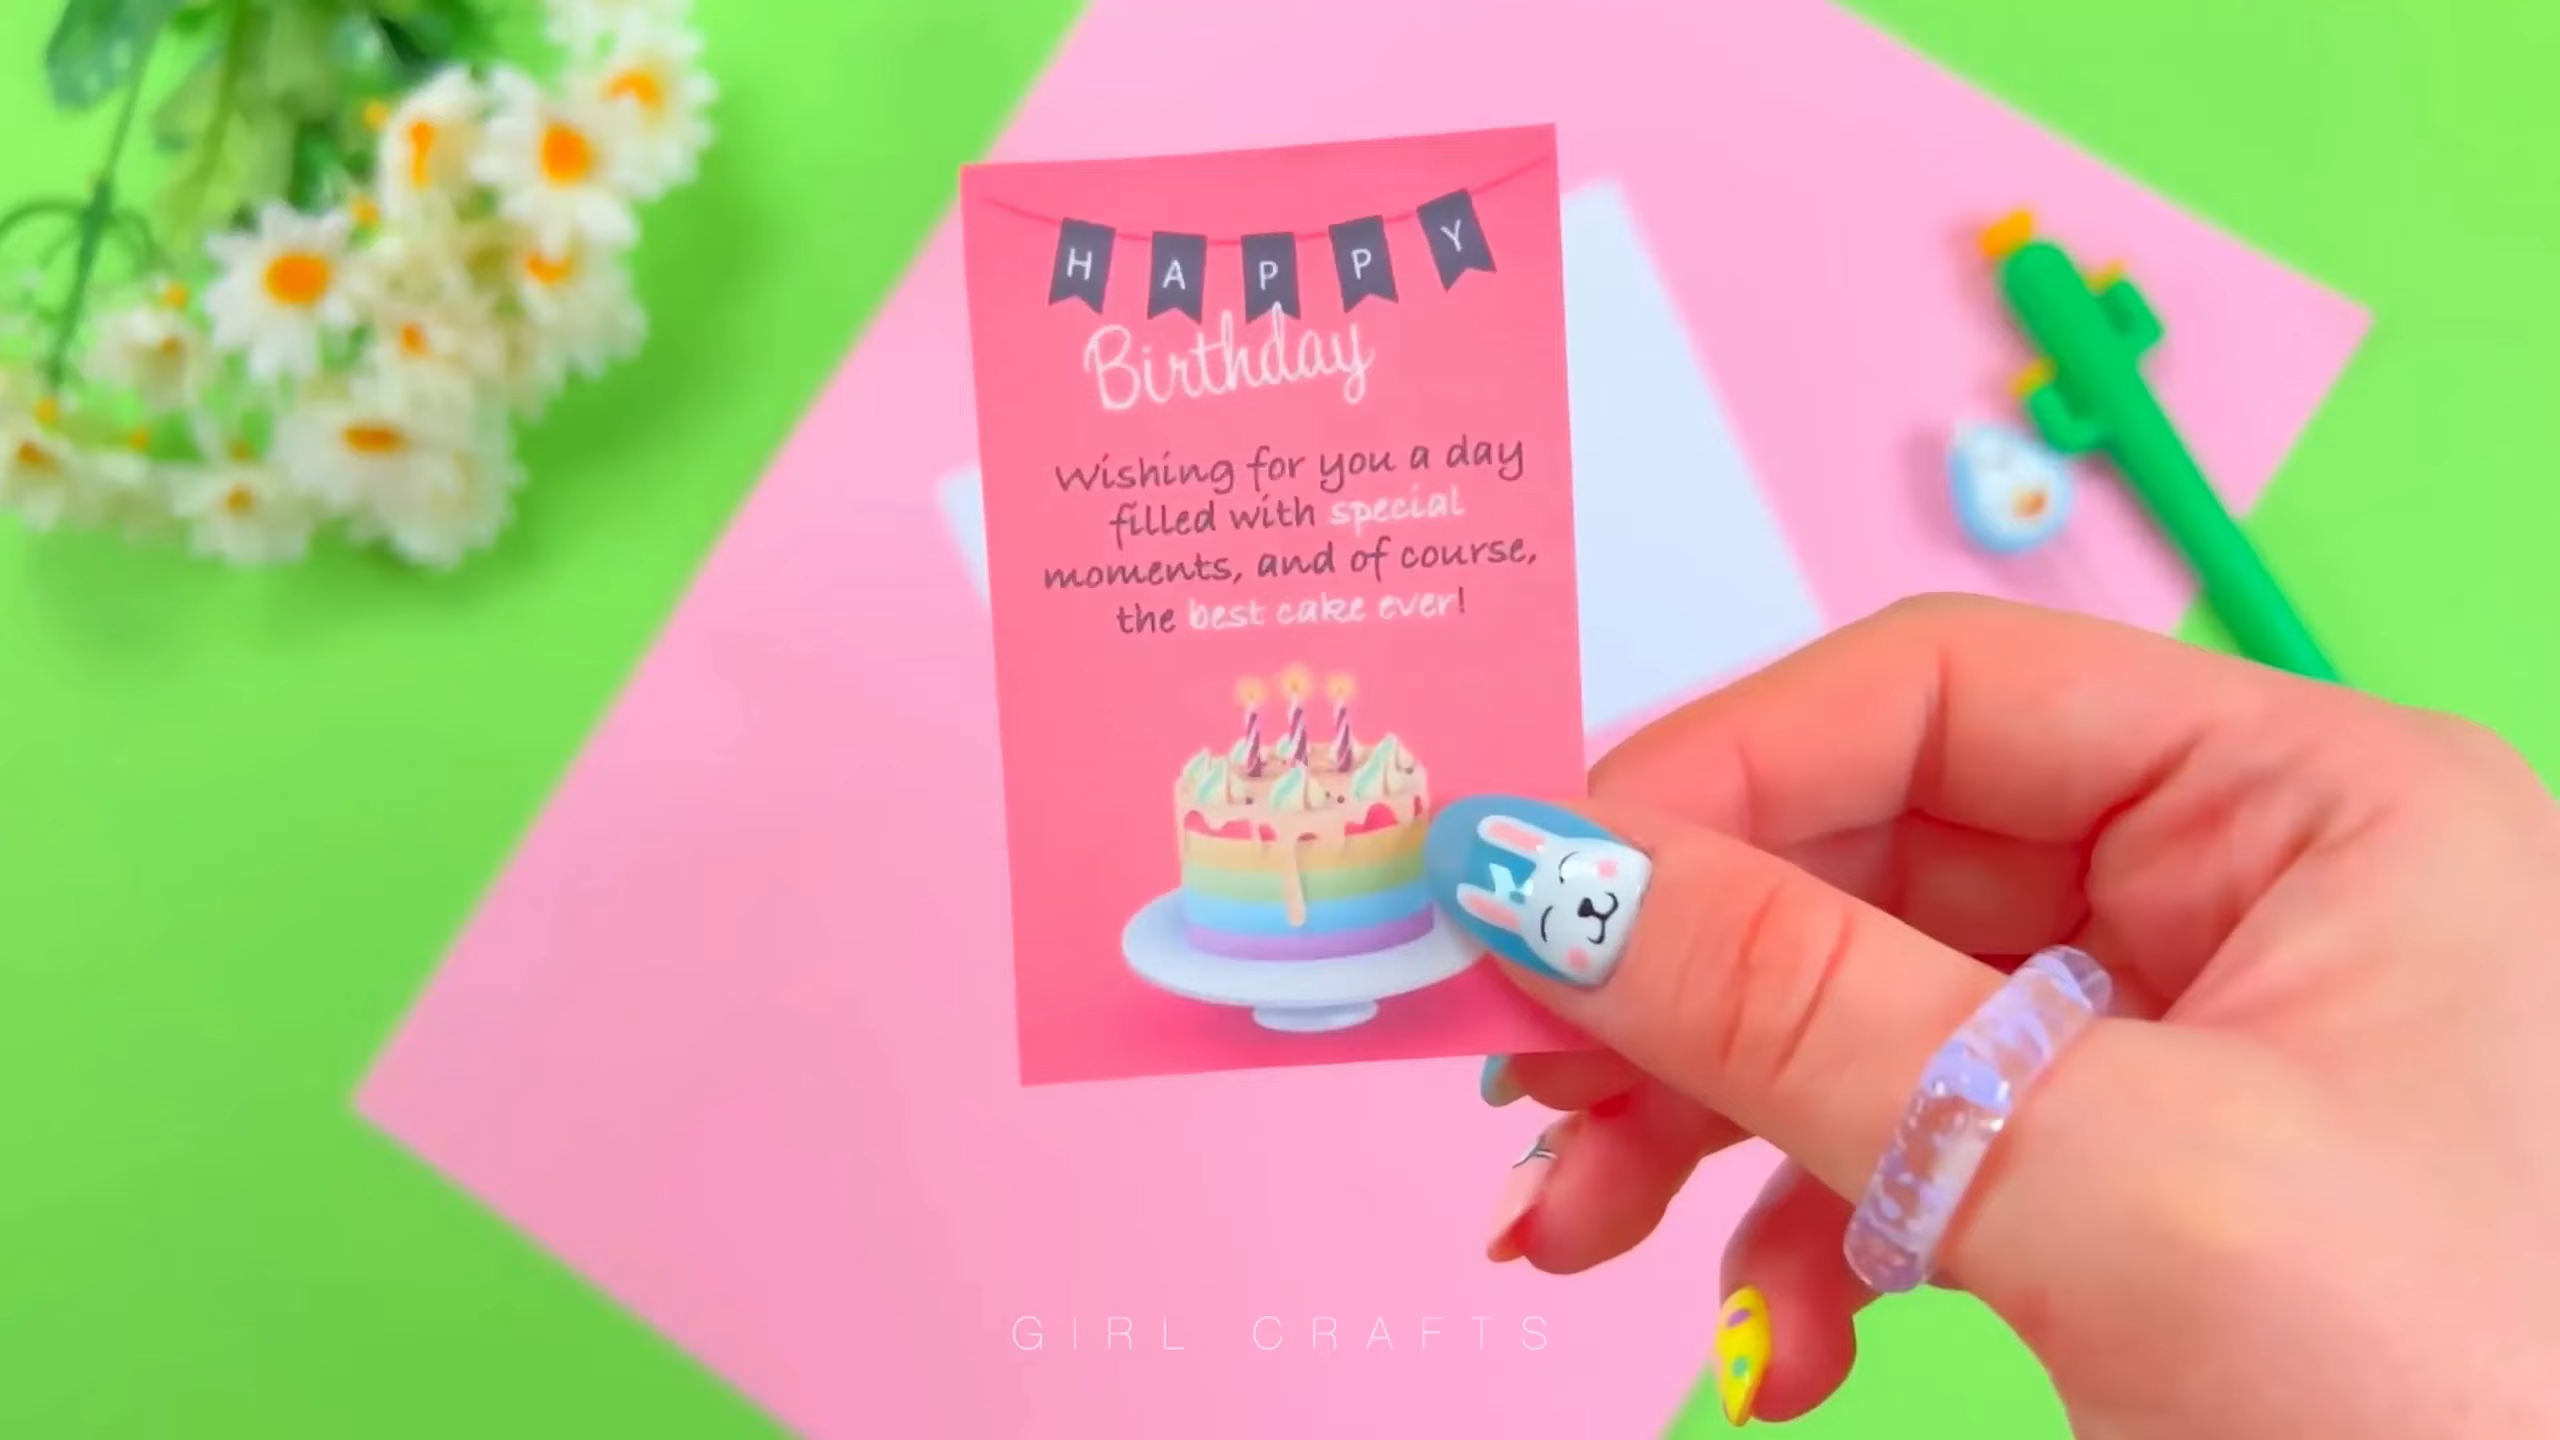 HAPPY
Birthday
Wishing for you a day
filled with special
moments, and of course,
the best cake ever!
GIRL CRAFTS